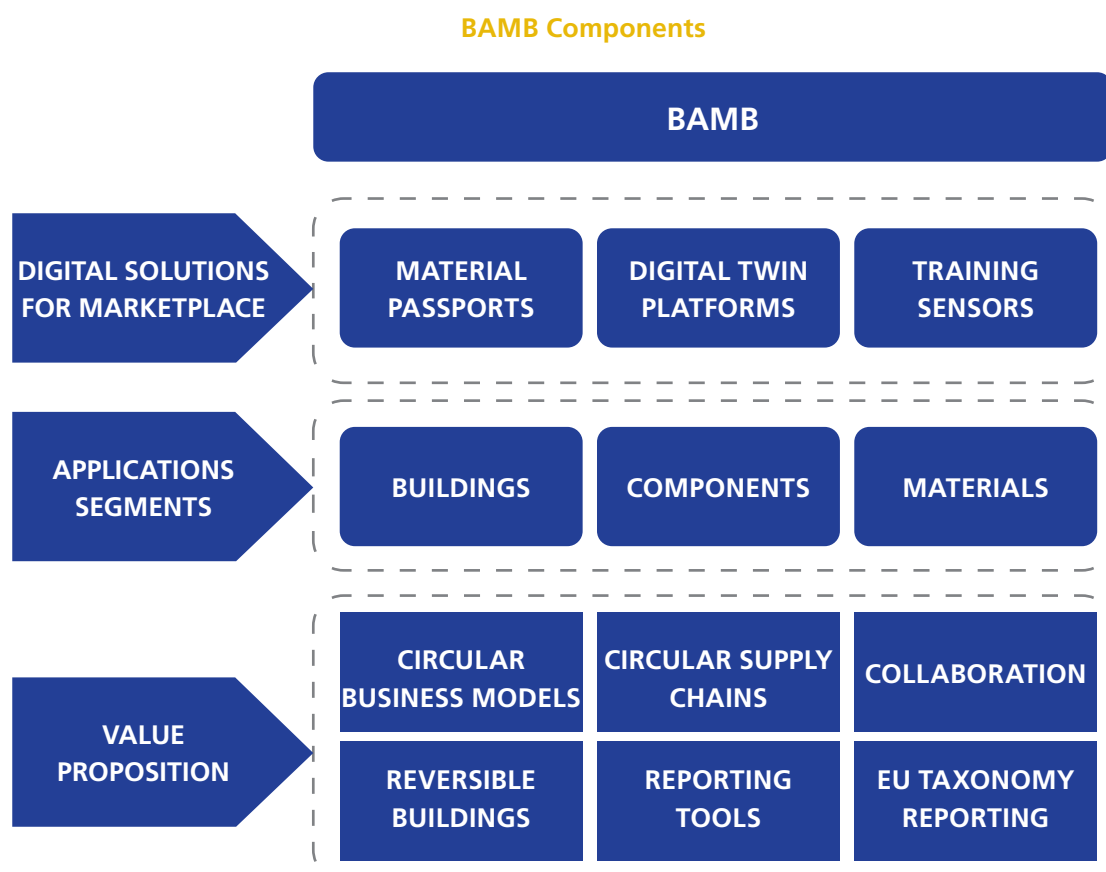 BAMB Components
BAMB
DIGITAL SOLUTIONS
FOR MARKETPLACE
MATERIAL
PASSPORTS
DIGITAL TWIN
PLATFORMS
TRAINING
SENSORS
APPLICATIONS
SEGMENTS
BUILDINGS
COMPONENTS
MATERIALS
VALUE
PROPOSITION
CIRCULAR
BUSINESS MODELS
CIRCULAR SUPPLY
CHAINS
COLLABORATION
REVERSIBLE
BUILDINGS
REPORTING
TOOLS
EU TAXONOMY
REPORTING